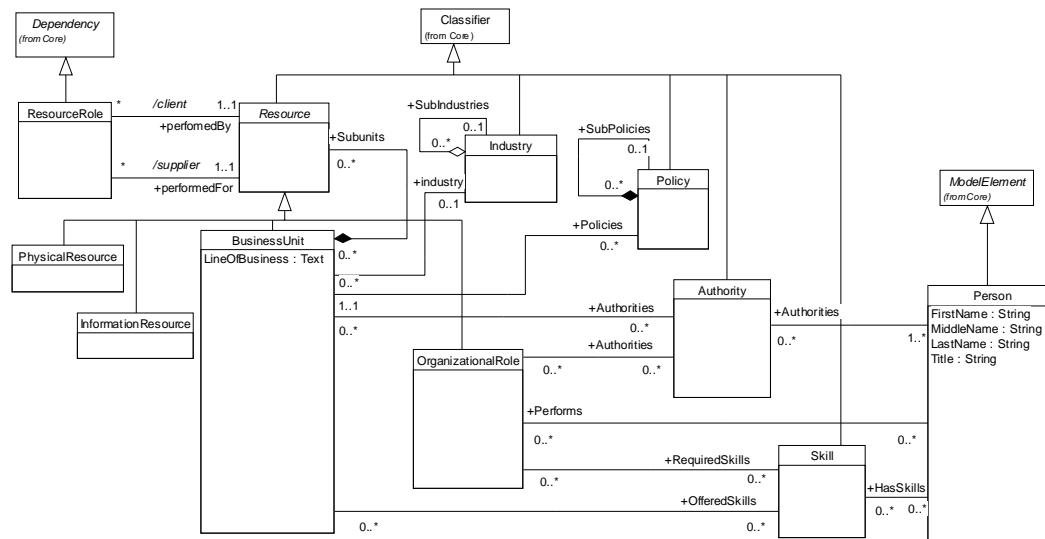 Dependency
(from Core)
Classifier
(from Core)
ResourceRole
* /client 1..1
+perfomedBy
* /supplier 1..1
+performedFor
Resource
+Subunits
0..*
+SubIndustries
0..1
0..*
Industry
+industry
0..1
+SubPolicies
0..1
0..*
Policy
+Policies
0..*
ModelElement
(from Core)
PhysicalResource
InformationResource
BusinessUnit
LineOfBusiness : Text
0..*
0..*
1..1
0..*
+Authorities
0..*
Authority
+Authorities
0..*
1..*
Person
FirstName : String
MiddleName : String
LastName : String
Title : String
OrganizationalRole
+Authorities
0..*
0..*
+Performs
0..*
0..*
+RequiredSkills
0..*
0..*
Skill
+OfferedSkills
0..*
0..*
+HasSkills
0..*
0..*